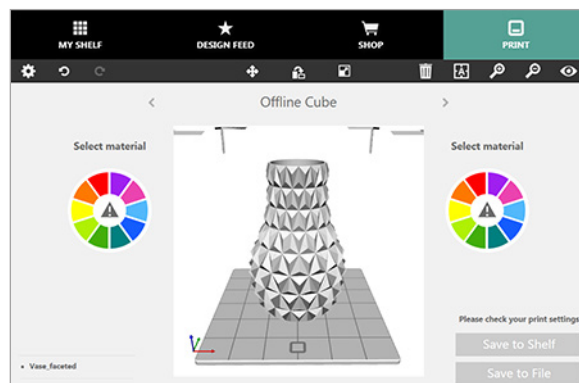 MY SHELF
DESIGN FEED
SHOP
PRINT
A
Offline Cube
Select material
Select material
Please check your print settings
Save to Shelf
Vase_faceted
Save to File